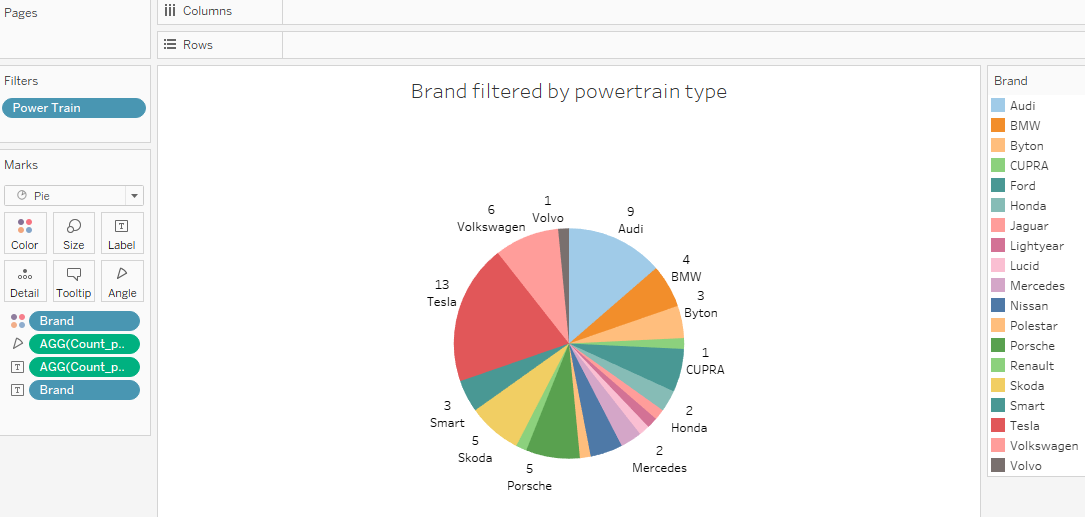 Pages
Columns
Rows
Filters
Power Train
Marks
Pie
Color
Size
Label
Detail
Tooltip
Angle
Brand
AGG(Count_p..
AGG(Count_p..
Brand
Brand filtered by powertrain type
1
Volvo
9
Audi
6
Volkswagen
4
BMW
13
Tesla
3
Byton
1
CUPRA
3
Smart
2
Honda
5
Skoda
2
Mercedes
5
Porsche
Brand
Audi
BMW
Byton
CUPRA
Ford
Honda
Jaguar
Lightyear
Lucid
Mercedes
Nissan
Polestar
Porsche
Renault
Skoda
Smart
Tesla
Volkswagen
Volvo